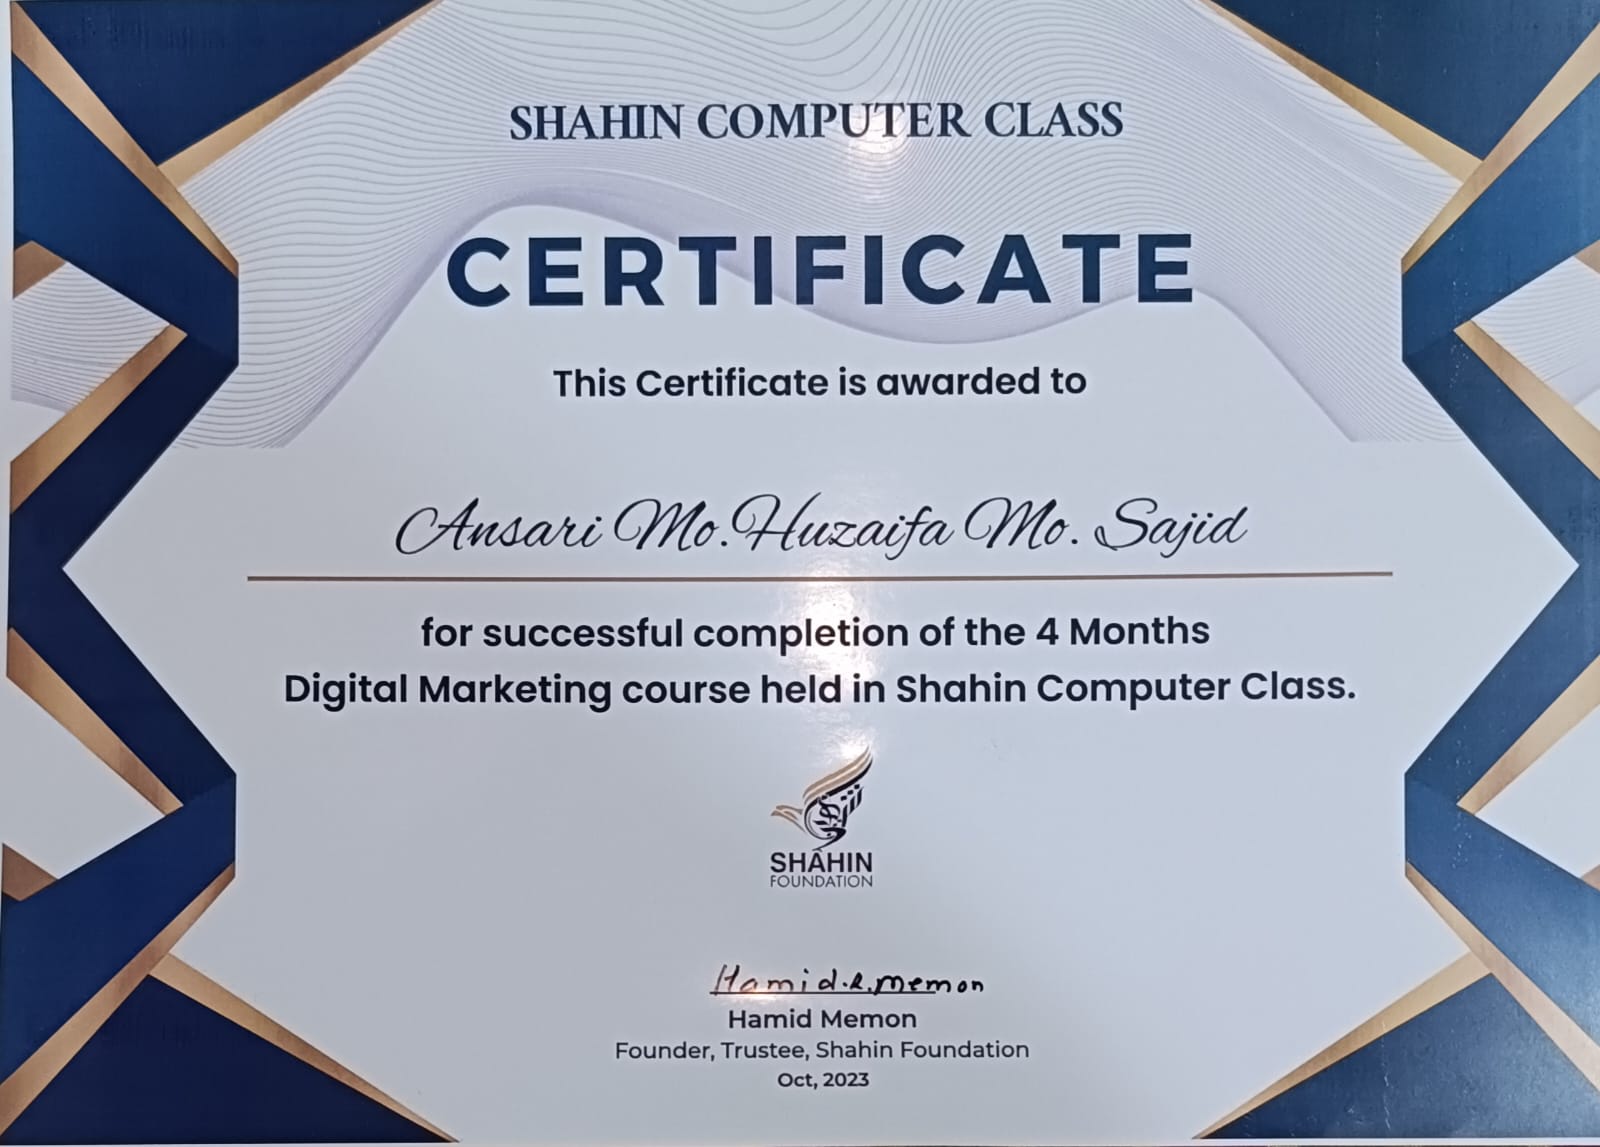 SHAHIN COMPUTER CLASS
CERTIFICATE
This Certificate is awarded to
Ansari Mo.Huzaifa Mo. Sajid
for successful completion of the 4 Months
Digital Marketing course held in Shahin Computer Class.
SHAHIN
FOUNDATION
Hamid.R.Memon
Hamid Memon
Founder, Trustee, Shahin Foundation
Oct, 2023